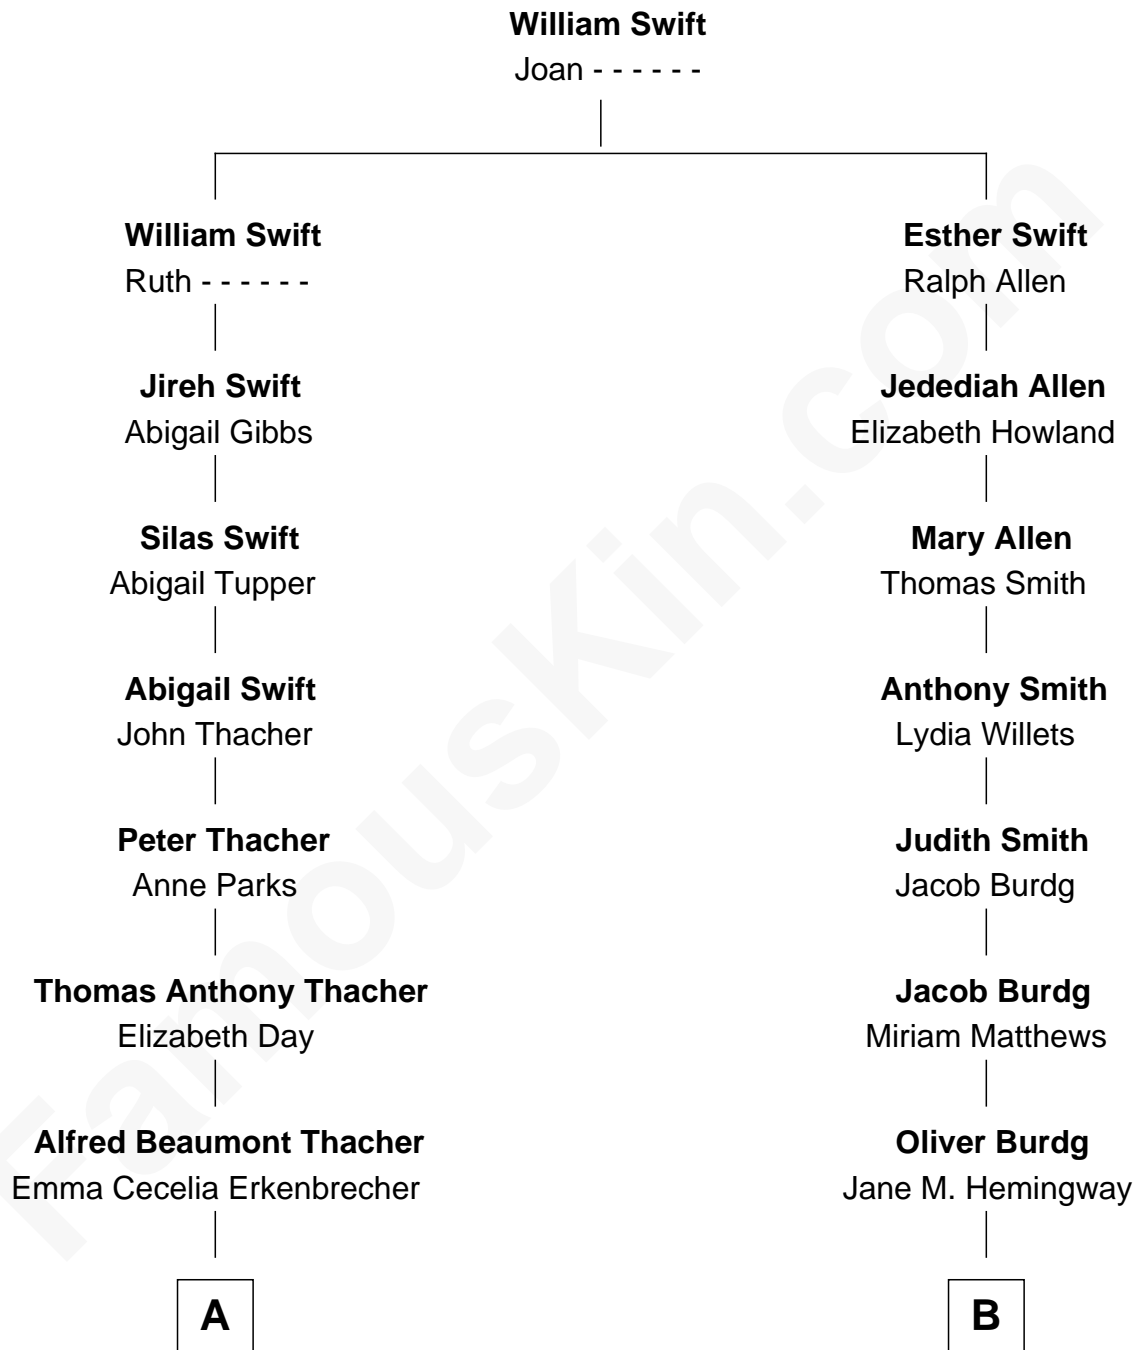 William Swift
Joan - - - - - -
William Swift
Ruth - - - - - -
Esther Swift
Ralph Allen
Jireh Swift
Abigail Gibbs
Jedediah Allen
Elizabeth Howland
Silas Swift
Abigail Tupper
Mary Allen
Thomas Smith
Abigail Swift
John Thacher
Anthony Smith
Lydia Willets
Peter Thacher
Anne Parks
Judith Smith
Jacob Burdg
Thomas Anthony Thacher
Elizabeth Day
Jacob Burdg
Miriam Matthews
Alfred Beaumont Thacher
Emma Cecelia Erkenbrecher
Oliver Burdg
Jane M. Hemingway
A
B
FamousKin.com